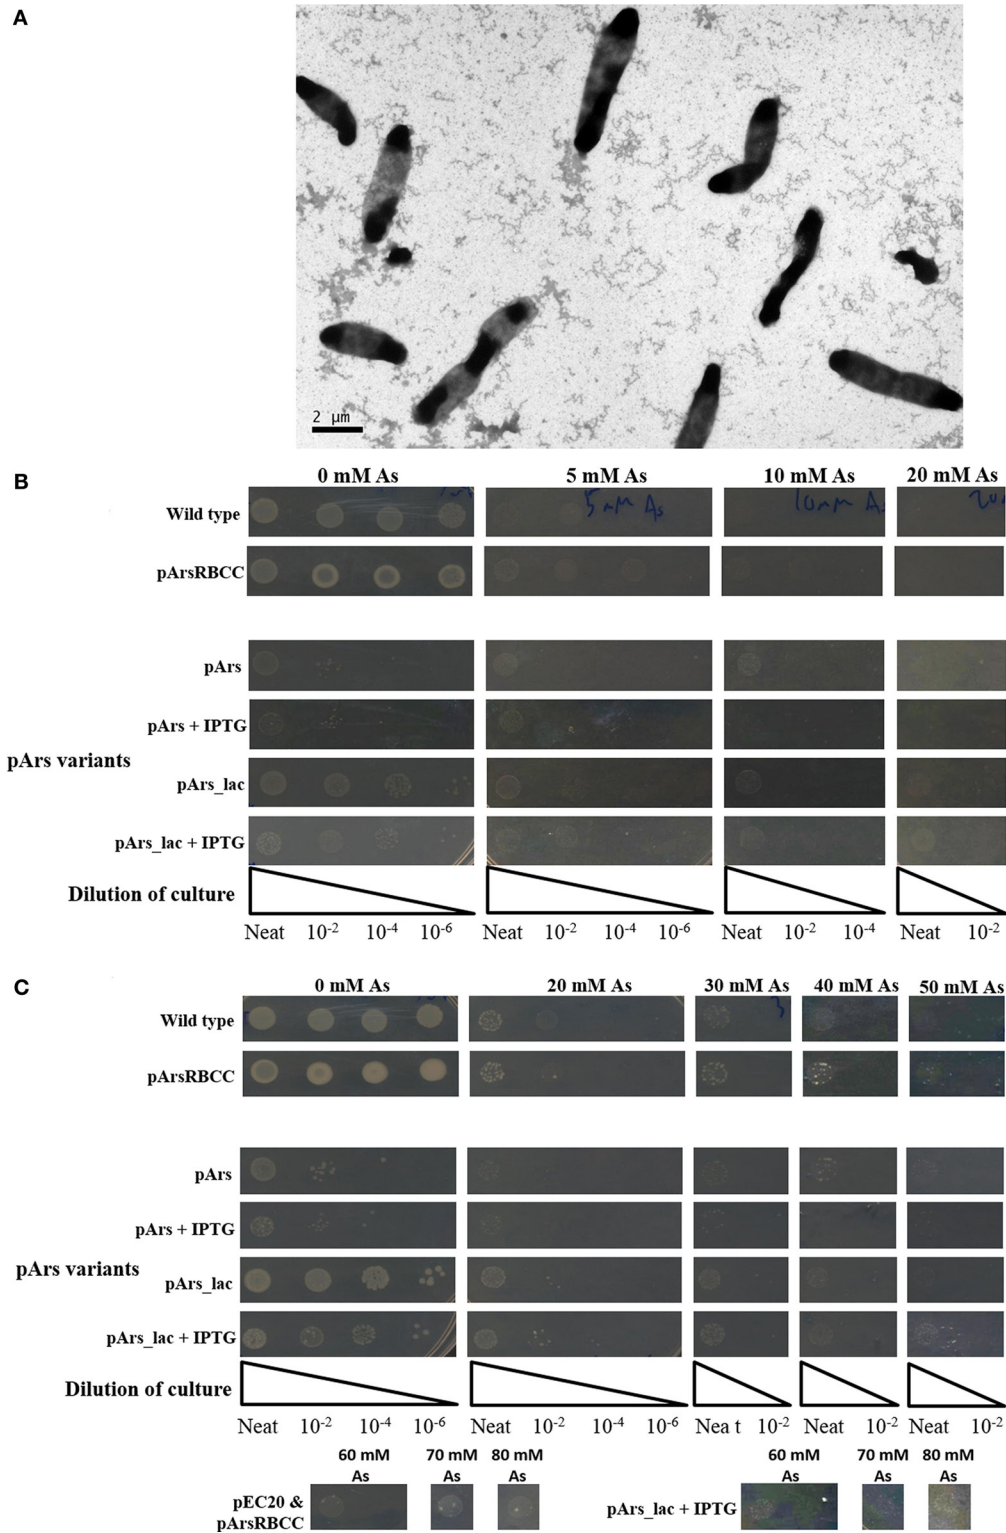 A
2 µm
B
0 mM As
5 mM As
10 mM As
20 mM As
Wild type
5 mM As
10 mM A
pArsRBCC
pArs
pArs + IPTG
pArs variants
pArs_lac
pArs_lac + IPTG
Dilution of culture
Neat 10-2 10-4 10-6
Neat 10-2 10-4 10-6
Neat 10-2 10-4
Neat 10-2
C
0 mM As
20 mM As
30 mM As
40 mM As
50 mM As
Wild type
3
pArsRBCC
pArs
pArs + IPTG
pArs variants
pArs_lac
pArs_lac + IPTG
Dilution of culture
Neat 10-2 10-4 10-6
Neat 10-2 10-4 10-6
Nea t 10-2
Neat 10-2
Neat 10-2
60 mM
As
70 mM
As
80 mM
As
60 mM
As
70 mM
As
80 mM
As
pEC20 &
pArsRBCC
pArs_lac + IPTG